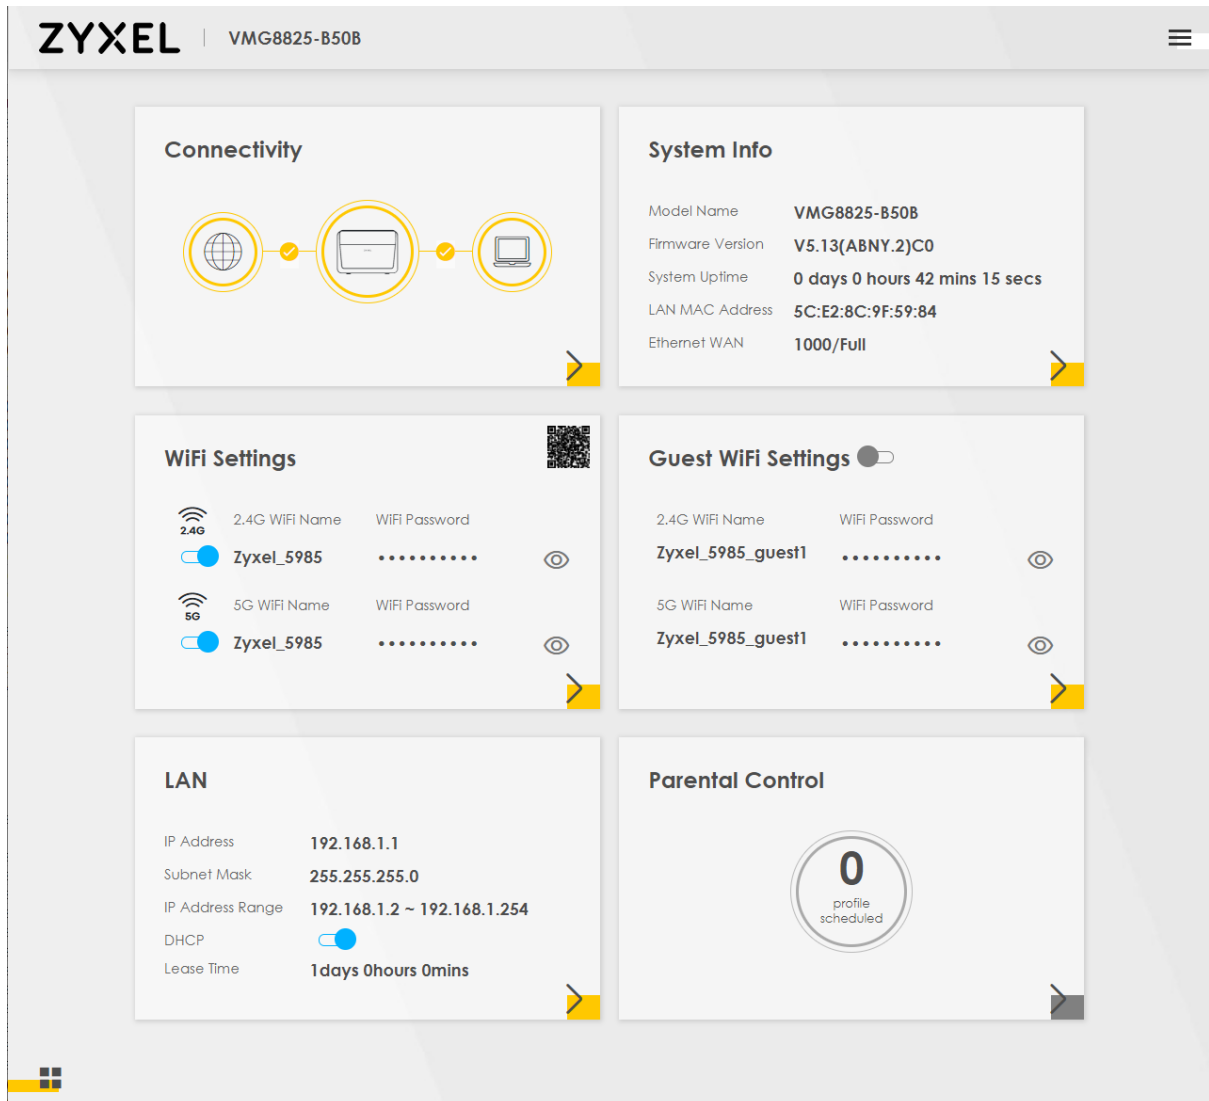 ZYXEL
VMG8825-B50B
Connectivity
System Info
Model Name VMG8825-B50B
Firmware Version V5.13(ABNY.2)C0
System Uptime 0 days 0 hours 42 mins 15 secs
LAN MAC Address 5C:E2:8C:9F:59:84
Ethernet WAN 1000/Full
WiFi Settings
2.4G
2.4G WiFi Name WiFi Password
Zyxel_5985 ••••••••••
5G
5G WiFi Name WiFi Password
Zyxel_5985 ••••••••••
Guest WiFi Settings
2.4G WiFi Name WiFi Password
Zyxel_5985_guest1 ••••••••••
5G WiFi Name WiFi Password
Zyxel_5985_guest1 ••••••••••
LAN
IP Address 192.168.1.1
Subnet Mask 255.255.255.0
IP Address Range 192.168.1.2 ~ 192.168.1.254
DHCP
Lease Time 1days 0hours 0mins
Parental Control
0
profile
scheduled